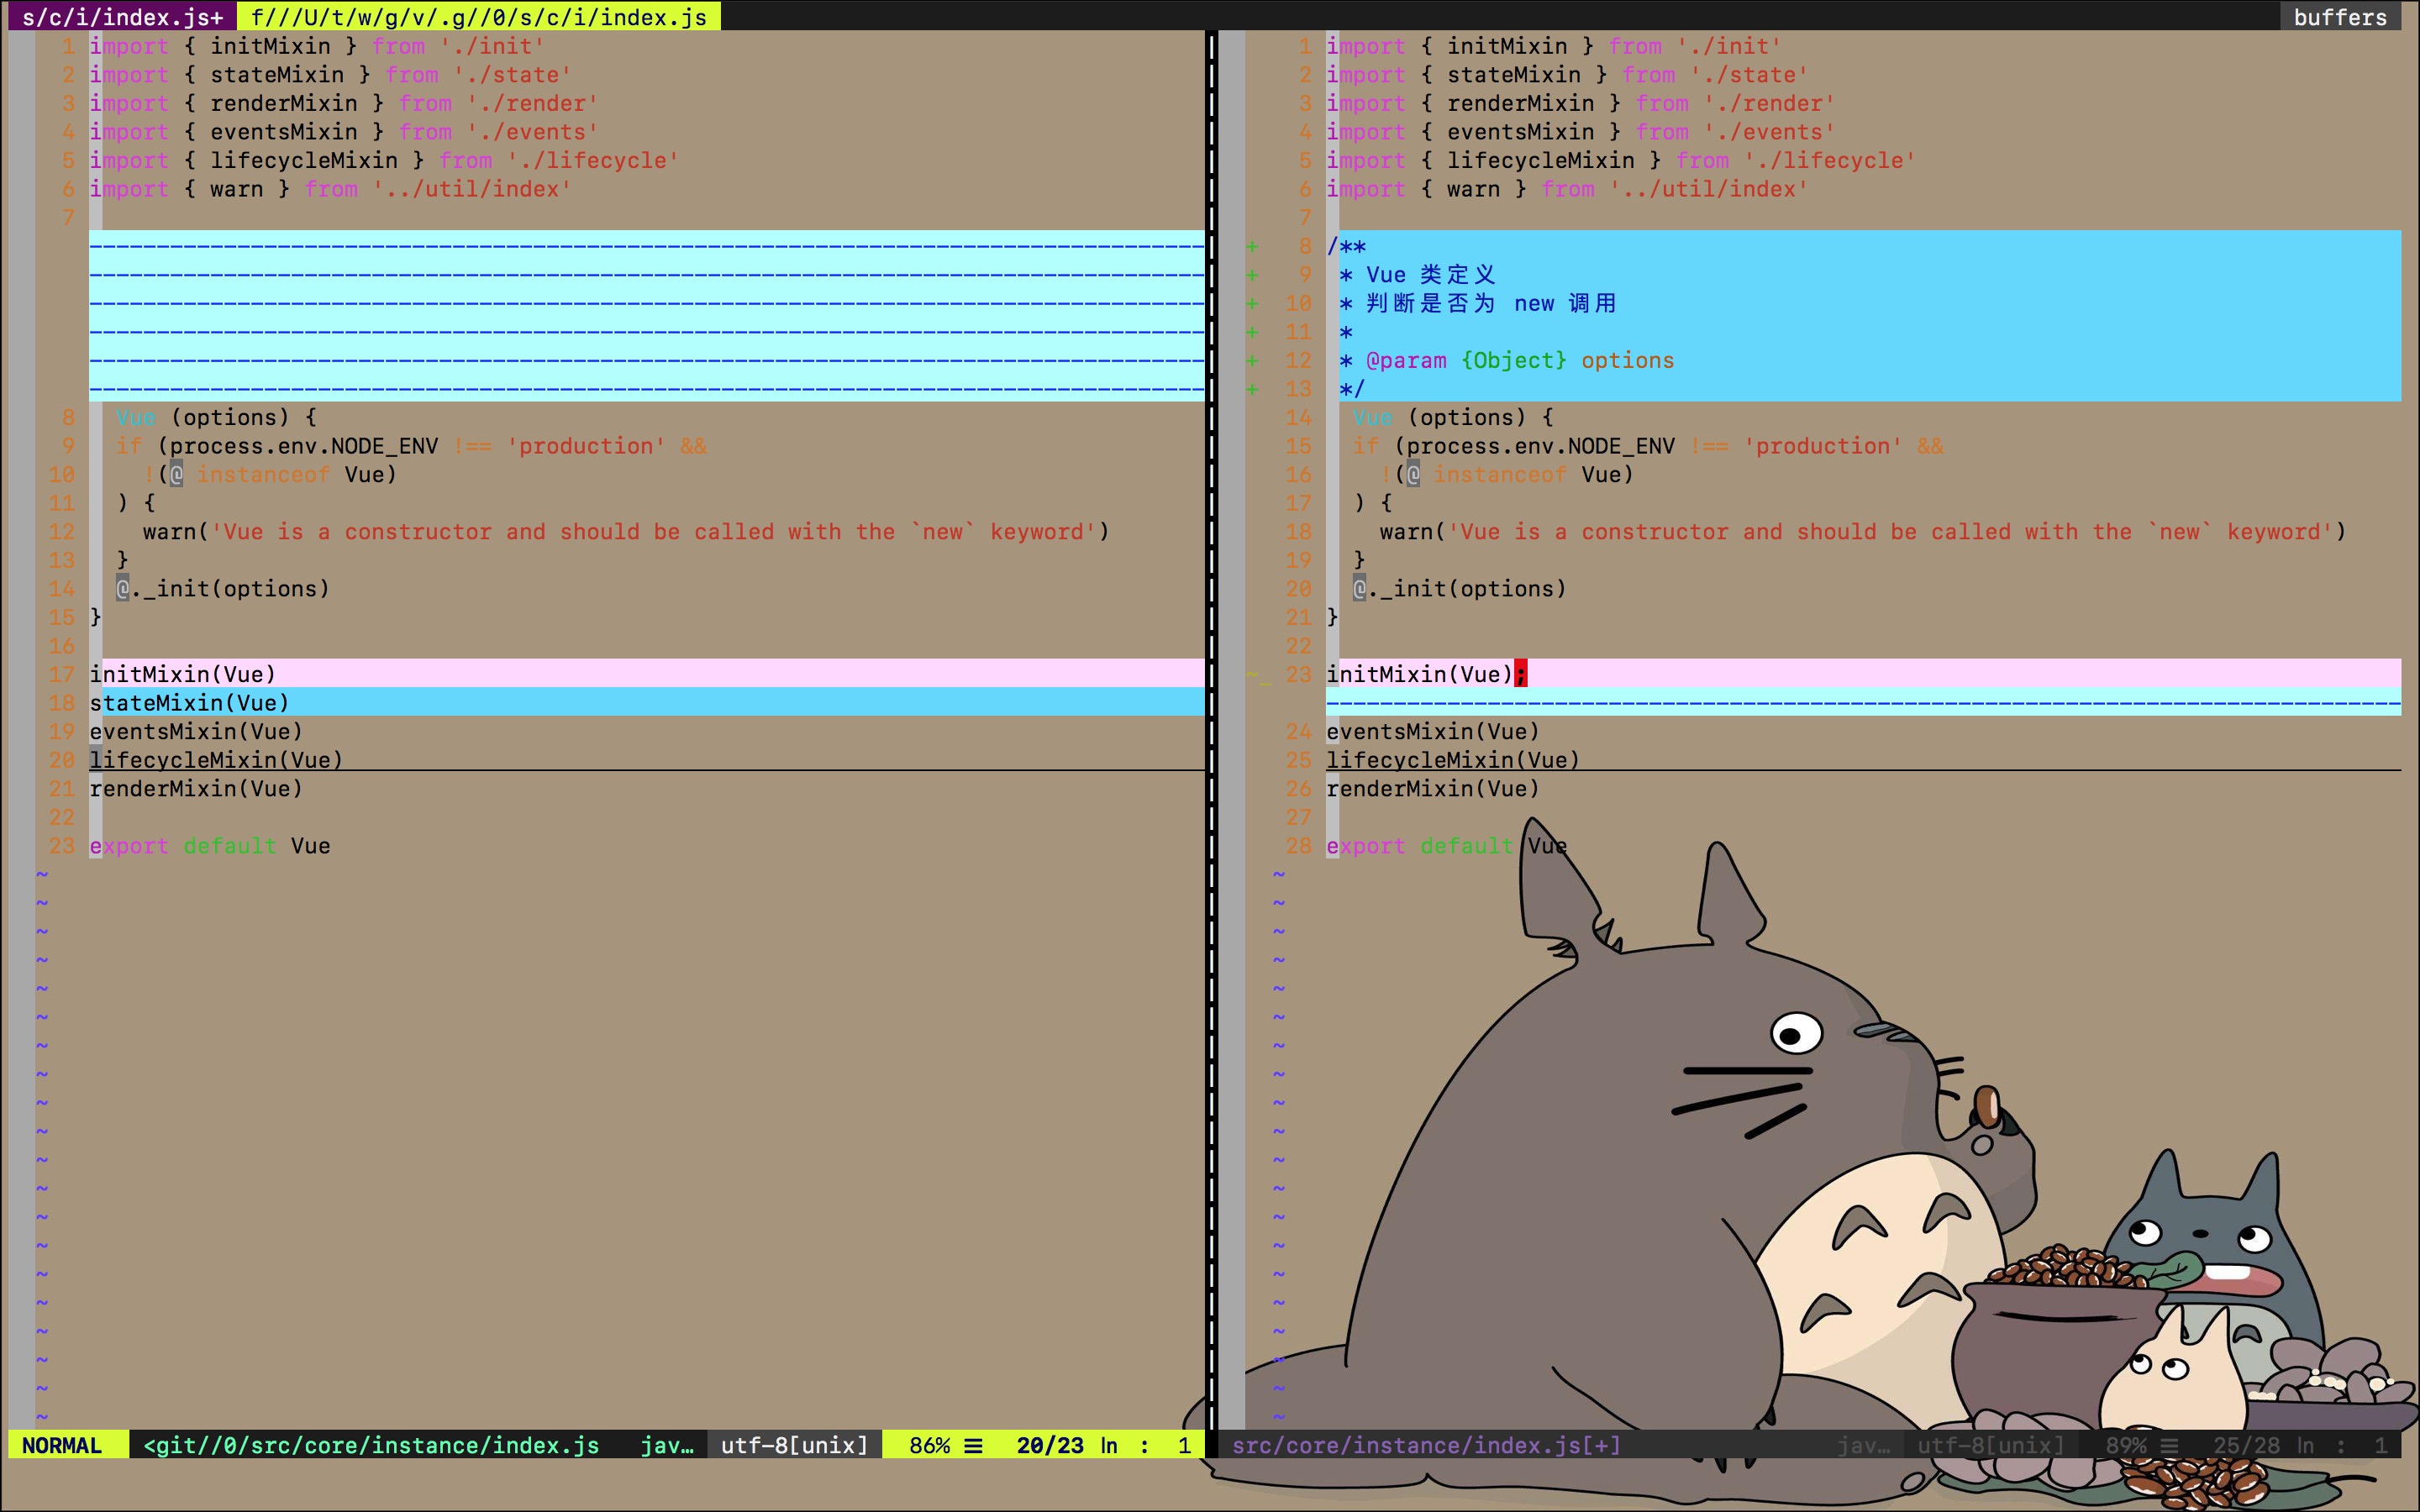 s/c/i/index.js+ f///U/t/w/g/v/.g//0/s/c/i/index.js buffers
1 import { initMixin } from './init'
2 import { stateMixin } from './state'
3 import { renderMixin } from './render'
4 import { eventsMixin } from './events'
5 import { lifecycleMixin } from './lifecycle'
6 import { warn } from '../util/index'
7
8 Vue (options) {
9 if (process.env.NODE_ENV !== 'production' &&
10 !(@ instanceof Vue)
11 ) {
12 warn('Vue is a constructor and should be called with the `new` keyword')
13 }
14 @._init(options)
15 }
16
17 initMixin(Vue)
18 stateMixin(Vue)
19 eventsMixin(Vue)
20 lifecycleMixin(Vue)
21 renderMixin(Vue)
22
23 export default Vue
NORMAL <git//0/src/core/instance/index.js jav… utf-8[unix] 86% ☰ 20/23 ln : 1
1 import { initMixin } from './init'
2 import { stateMixin } from './state'
3 import { renderMixin } from './render'
4 import { eventsMixin } from './events'
5 import { lifecycleMixin } from './lifecycle'
6 import { warn } from '../util/index'
7
+ 8 /**
+ 9 * Vue 类定义
+ 10 * 判断是否为 new 调用
+ 11 *
+ 12 * @param {Object} options
+ 13 */
14 Vue (options) {
15 if (process.env.NODE_ENV !== 'production' &&
16 !(@ instanceof Vue)
17 ) {
18 warn('Vue is a constructor and should be called with the `new` keyword')
19 }
20 @._init(options)
21 }
22
~_ 23 initMixin(Vue);
24 eventsMixin(Vue)
25 lifecycleMixin(Vue)
26 renderMixin(Vue)
27
28 export default Vue
src/core/instance/index.js[+] jav… utf-8[unix] 89% ☰ 25/28 ln : 1